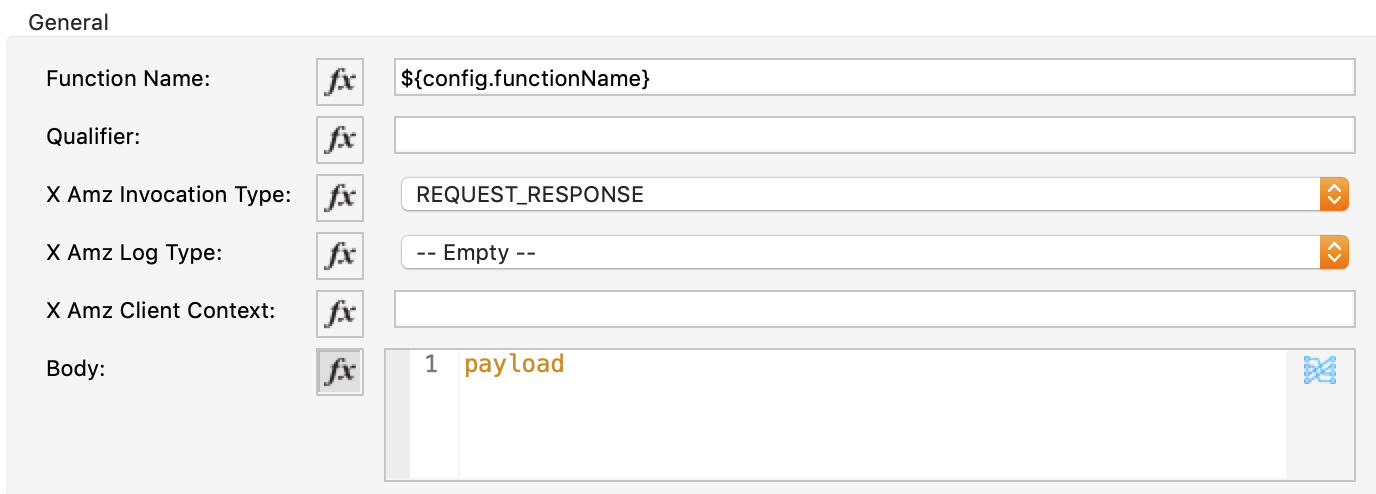 General
Function Name: fx ${config.functionName}
Qualifier: fx
X Amz Invocation Type: fx REQUEST_RESPONSE
X Amz Log Type: fx -- Empty --
X Amz Client Context: fx
Body: fx 1 payload